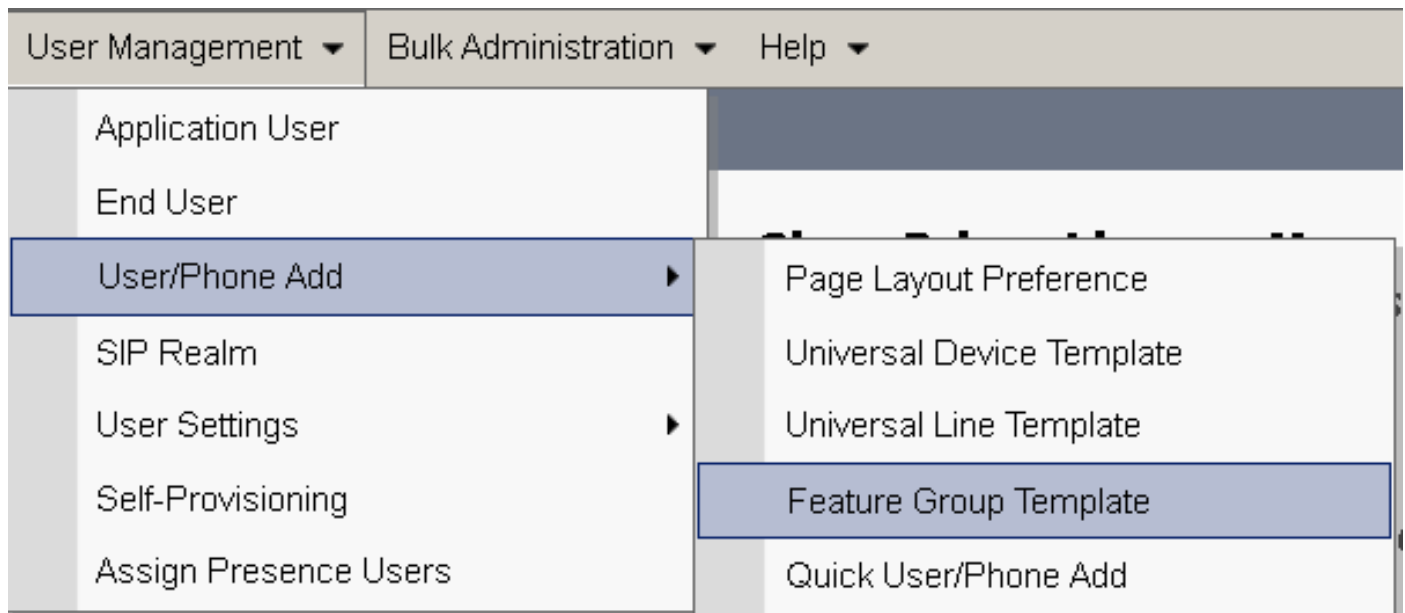 User Management
Bulk Administration
Help
Application User
End User
User/Phone Add
SIP Realm
User Settings
Self-Provisioning
Assign Presence Users
Page Layout Preference
Universal Device Template
Universal Line Template
Feature Group Template
Quick User/Phone Add